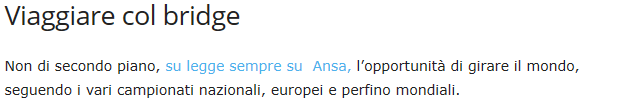 Viaggiare col bridge
Non di secondo piano, su legge sempre su  Ansa, l’opportunità di girare il mondo,
seguendo i vari campionati nazionali, europei e perfino mondiali.